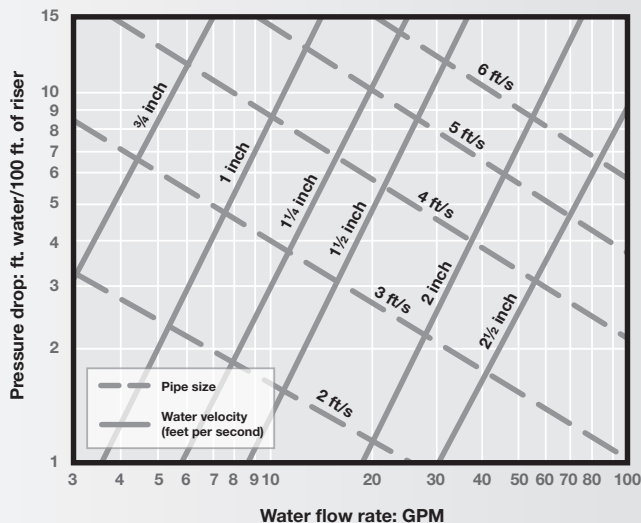 15
10
9
8
7
6
5
4
3
2
1
Pressure drop: ft. water/100 ft. of riser
¾ inch
1 inch
1¼ inch
1½ inch
2 inch
2½ inch
6 ft/s
5 ft/s
4 ft/s
3 ft/s
2 ft/s
Pipe size
Water velocity
(feet per second)
3 4 5 6 7 8 9 10 20 30 40 50 60 70 80 100
Water flow rate: GPM